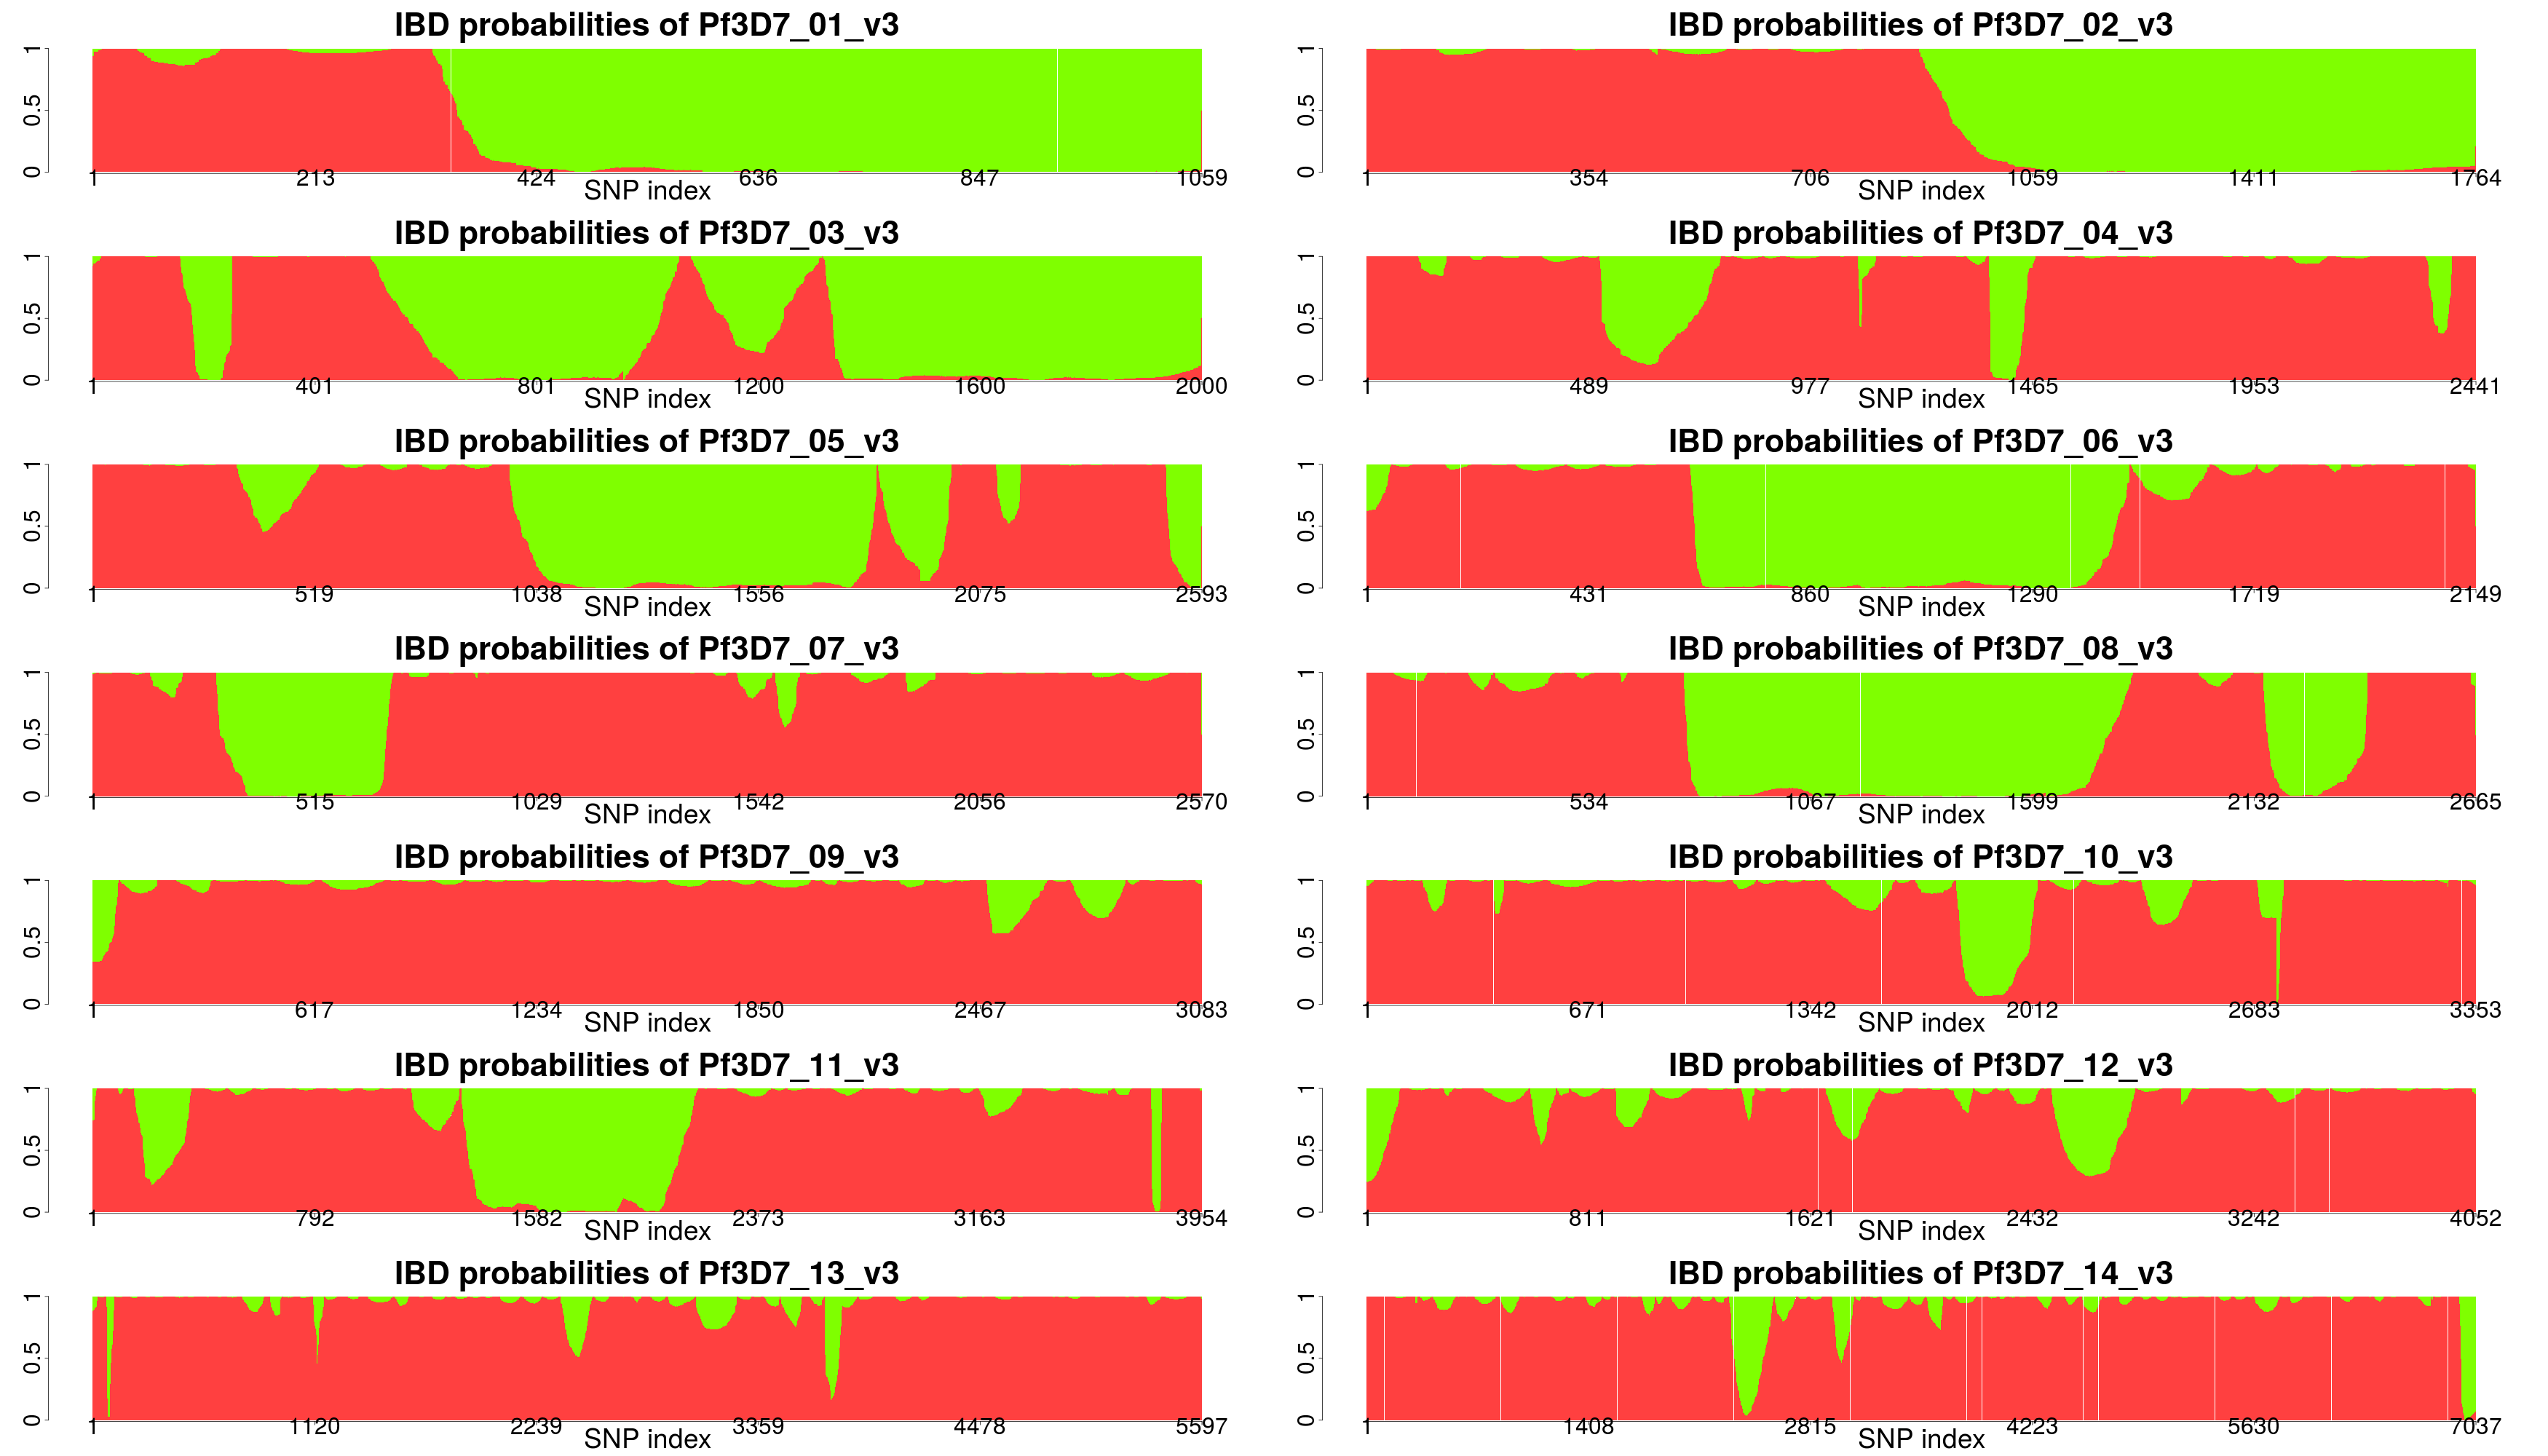 IBD probabilities of Pf3D7_01_v3
0 0.5 1
1 213 424 636 847 1059
SNP index
IBD probabilities of Pf3D7_02_v3
0 0.5 1
1 354 706 1059 1411 1764
SNP index
IBD probabilities of Pf3D7_03_v3
0 0.5 1
1 401 801 1200 1600 2000
SNP index
IBD probabilities of Pf3D7_04_v3
0 0.5 1
1 489 977 1465 1953 2441
SNP index
IBD probabilities of Pf3D7_05_v3
0 0.5 1
1 519 1038 1556 2075 2593
SNP index
IBD probabilities of Pf3D7_06_v3
0 0.5 1
1 431 860 1290 1719 2149
SNP index
IBD probabilities of Pf3D7_07_v3
0 0.5 1
1 515 1029 1542 2056 2570
SNP index
IBD probabilities of Pf3D7_08_v3
0 0.5 1
1 534 1067 1599 2132 2665
SNP index
IBD probabilities of Pf3D7_09_v3
0 0.5 1
1 617 1234 1850 2467 3083
SNP index
IBD probabilities of Pf3D7_10_v3
0 0.5 1
1 671 1342 2012 2683 3353
SNP index
IBD probabilities of Pf3D7_11_v3
0 0.5 1
1 792 1582 2373 3163 3954
SNP index
IBD probabilities of Pf3D7_12_v3
0 0.5 1
1 811 1621 2432 3242 4052
SNP index
IBD probabilities of Pf3D7_13_v3
0 0.5 1
1 1120 2239 3359 4478 5597
SNP index
IBD probabilities of Pf3D7_14_v3
0 0.5 1
1 1408 2815 4223 5630 7037
SNP index